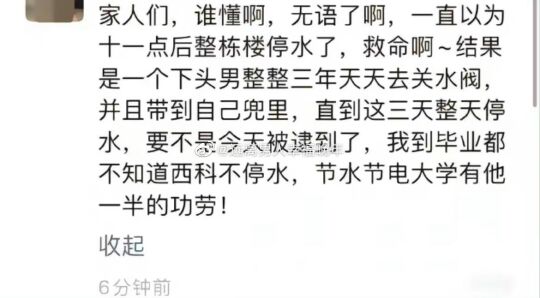 家人们，谁懂啊，无语了啊，一直以为
十一点后整栋楼停水了，救命啊~结果
是一个下头男整整三年天天去关水阀，
并且带到自己兜里，直到这三天整天停
水，要不是今天被逮到了，我到毕业都
不知道西科不停水，节水节电大学有他
一半的功劳！
收起
6分钟前